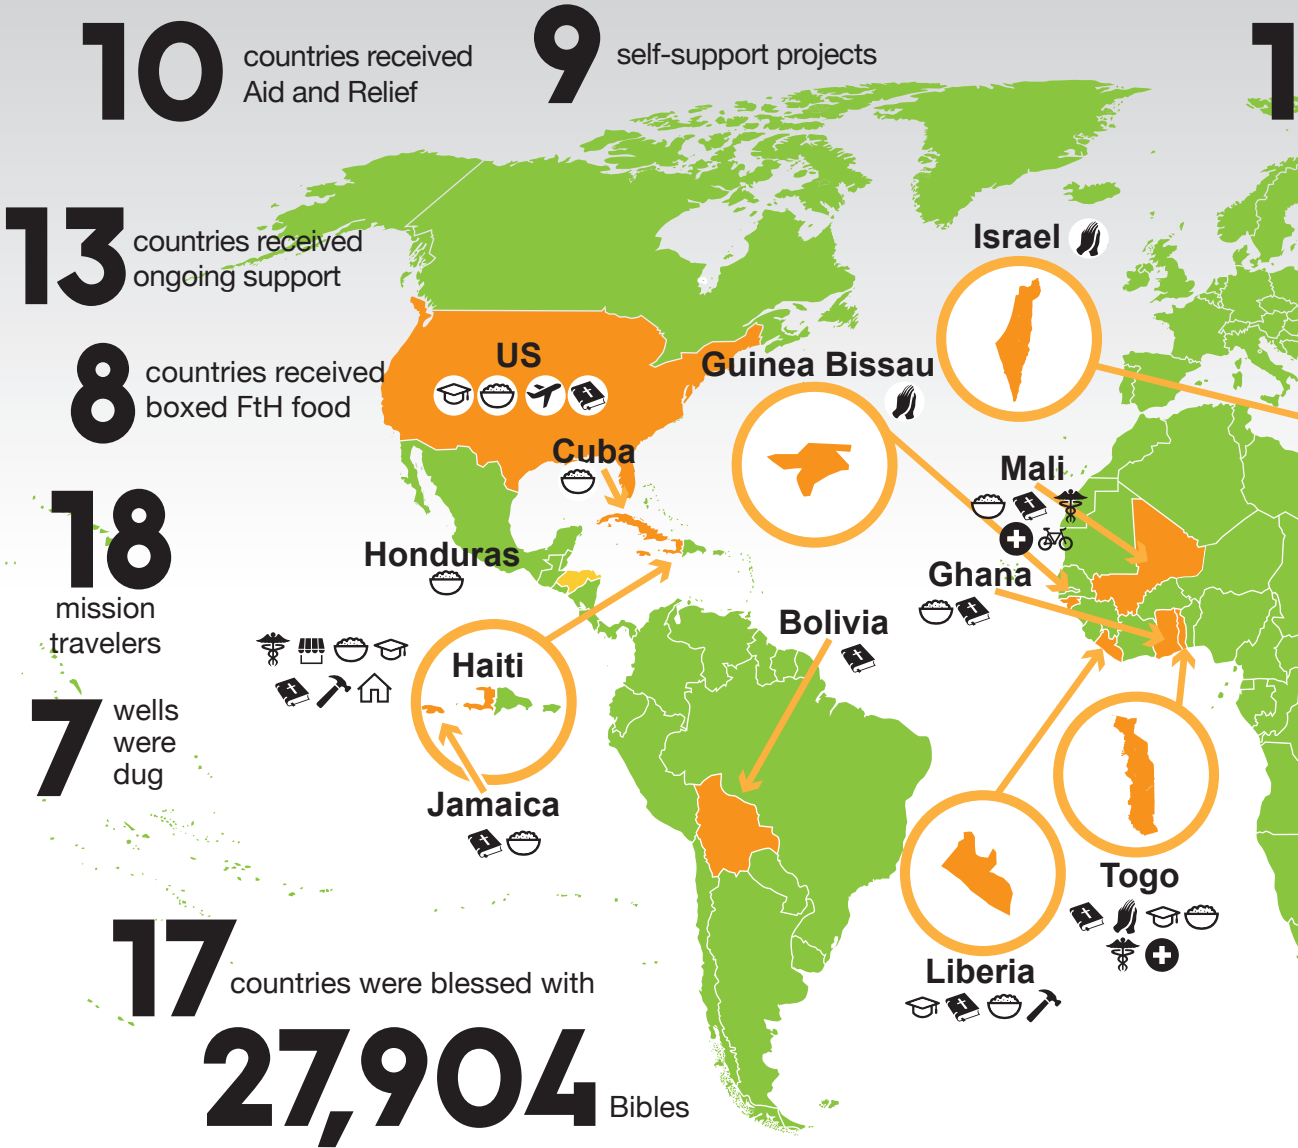 10
countries received
Aid and Relief
9
self-support projects
1
13
countries received
ongoing support
8
countries received
boxed FtH food
18
mission
travelers
7
wells
were
dug
17
countries were blessed with
27,904
Bibles
US
Cuba
Honduras
Haiti
Jamaica
Bolivia
Israel
Guinea Bissau
Mali
Ghana
Togo
Liberia